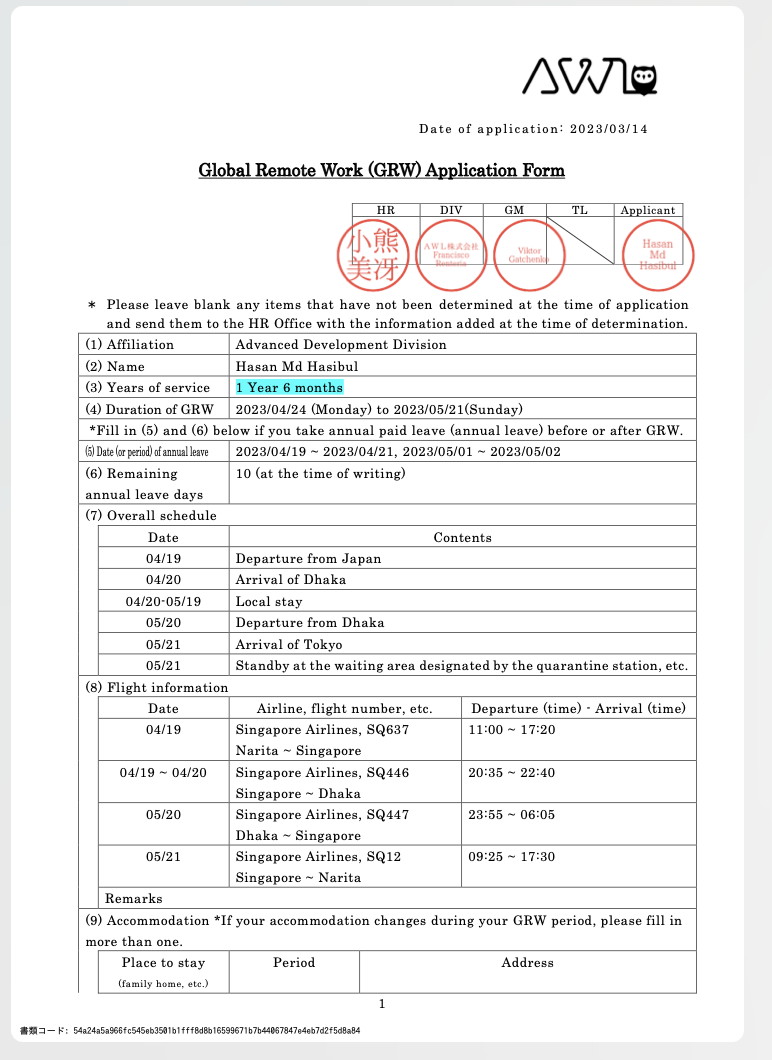 AWL
Date of application: 2023/03/14
Global Remote Work (GRW) Application Form
HR DIV GM TL Applicant
小熊
美冴
AWL株式会社
Francisco
Renteria
Viktor
Gatchenko
Hasan
Md
Hasibul
* Please leave blank any items that have not been determined at the time of application
and send them to the HR Office with the information added at the time of determination.
(1) Affiliation Advanced Development Division
(2) Name Hasan Md Hasibul
(3) Years of service 1 Year 6 months
(4) Duration of GRW 2023/04/24 (Monday) to 2023/05/21(Sunday)
*Fill in (5) and (6) below if you take annual paid leave (annual leave) before or after GRW.
(5) Date (or period) of annual leave 2023/04/19 ~ 2023/04/21, 2023/05/01 ~ 2023/05/02
(6) Remaining 10 (at the time of writing)
annual leave days
(7) Overall schedule
Date Contents
04/19 Departure from Japan
04/20 Arrival of Dhaka
04/20-05/19 Local stay
05/20 Departure from Dhaka
05/21 Arrival of Tokyo
05/21 Standby at the waiting area designated by the quarantine station, etc.
(8) Flight information
Date Airline, flight number, etc. Departure (time) - Arrival (time)
04/19 Singapore Airlines, SQ637 11:00 ~ 17:20
Narita ~ Singapore
04/19 ~ 04/20 Singapore Airlines, SQ446 20:35 ~ 22:40
Singapore ~ Dhaka
05/20 Singapore Airlines, SQ447 23:55 ~ 06:05
Dhaka ~ Singapore
05/21 Singapore Airlines, SQ12 09:25 ~ 17:30
Singapore ~ Narita
Remarks
(9) Accommodation *If your accommodation changes during your GRW period, please fill in
more than one.
Place to stay Period Address
(family home, etc.)
1
書類コード: 54a24a5a966fc545eb3501b1fff8d8b16599671b7b44067847e4eb7d2f5d8a84